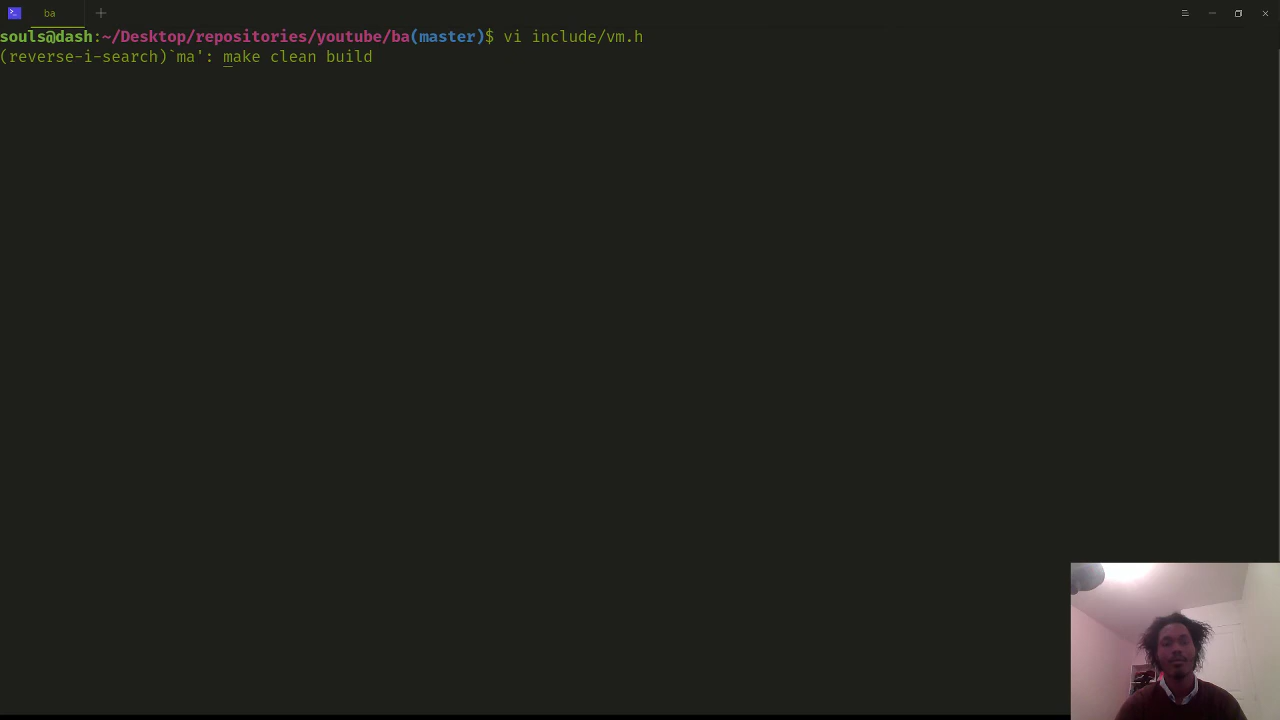 ba
souls@dash:~/Desktop/repositories/youtube/ba(master)$ vi include/vm.h
(reverse-i-search)`ma': make clean build